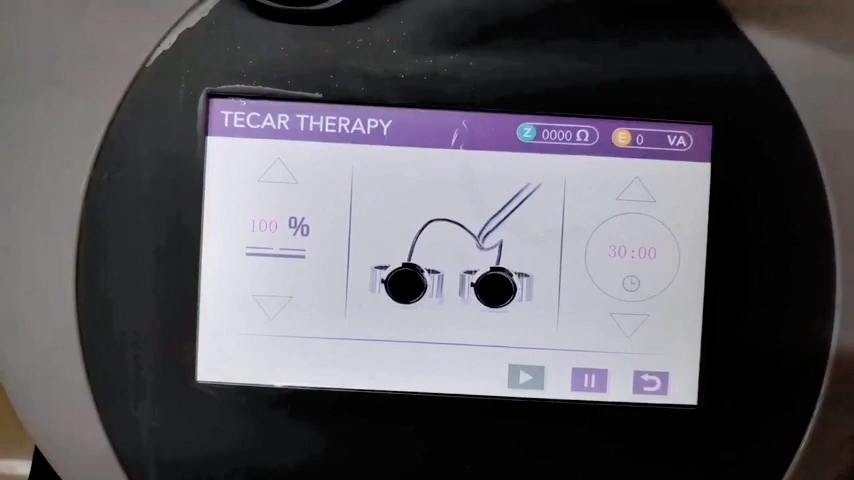 TECAR THERAPY
Z 0000 Ω
E 0 VA
100 %
30:00